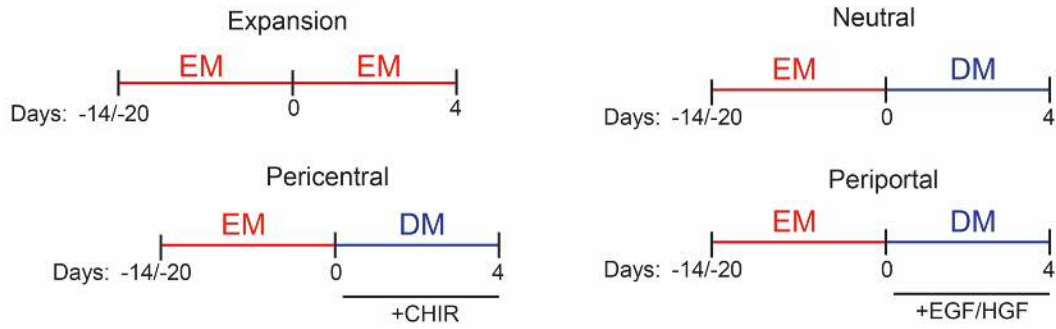 Expansion
EM EM
Days: -14/-20 0 4
Neutral
EM DM
Days: -14/-20 0 4
Pericentral
EM DM
Days: -14/-20 0 4
+CHIR
Periportal
EM DM
Days: -14/-20 0 4
+EGF/HGF